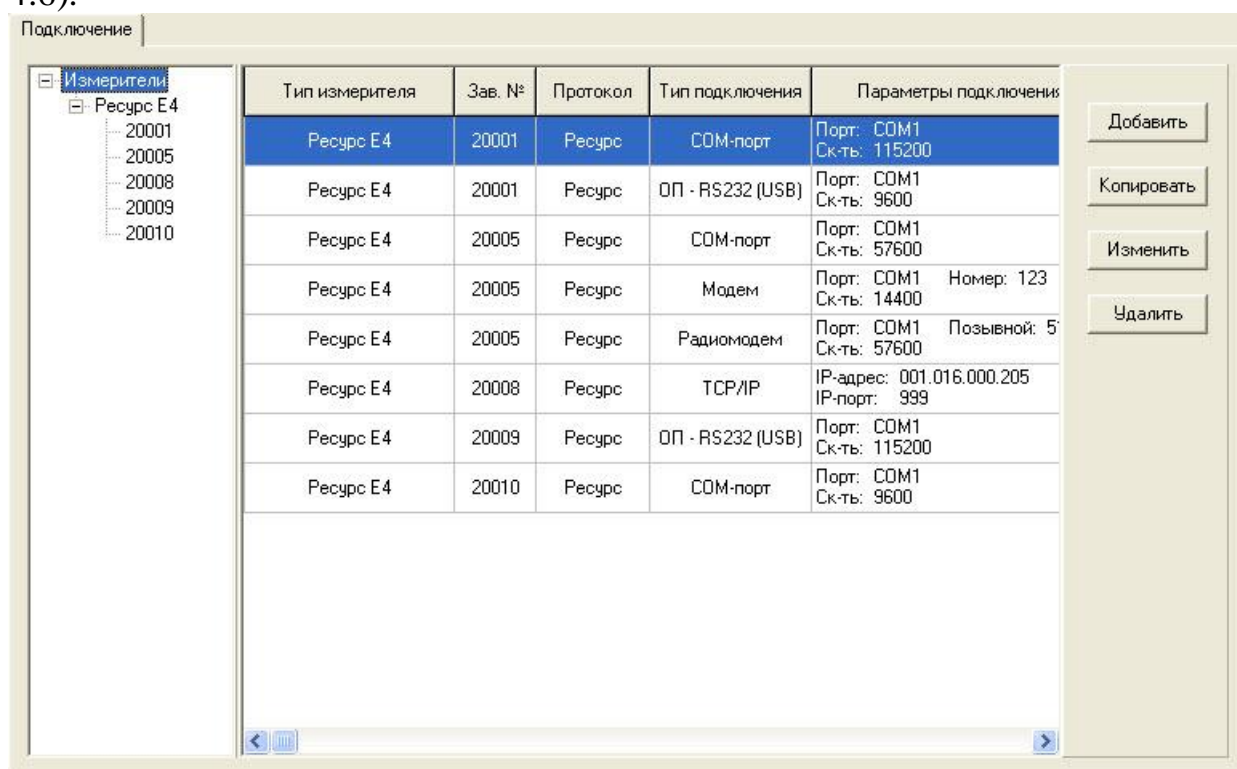 4.6).
Подключение
Измерители
Ресурс Е4
20001
20005
20008
20009
20010
Тип измерителя Зав. № Протокол Тип подключения Параметры подключения
Ресурс Е4 20001 Ресурс COM-порт Порт: COM1
Ск-ть: 115200
Ресурс Е4 20001 Ресурс ОП - RS232 (USB) Порт: COM1
Ск-ть: 9600
Ресурс Е4 20005 Ресурс COM-порт Порт: COM1
Ск-ть: 57600
Ресурс Е4 20005 Ресурс Модем Порт: COM1 Номер: 123
Ск-ть: 14400
Ресурс Е4 20005 Ресурс Радиомодем Порт: COM1 Позывной: 5
Ск-ть: 57600
Ресурс Е4 20008 Ресурс TCP/IP IP-адрес: 001.016.000.205
IP-порт: 999
Ресурс Е4 20009 Ресурс ОП - RS232 (USB) Порт: COM1
Ск-ть: 115200
Ресурс Е4 20010 Ресурс COM-порт Порт: COM1
Ск-ть: 9600
Добавить
Копировать
Изменить
Удалить